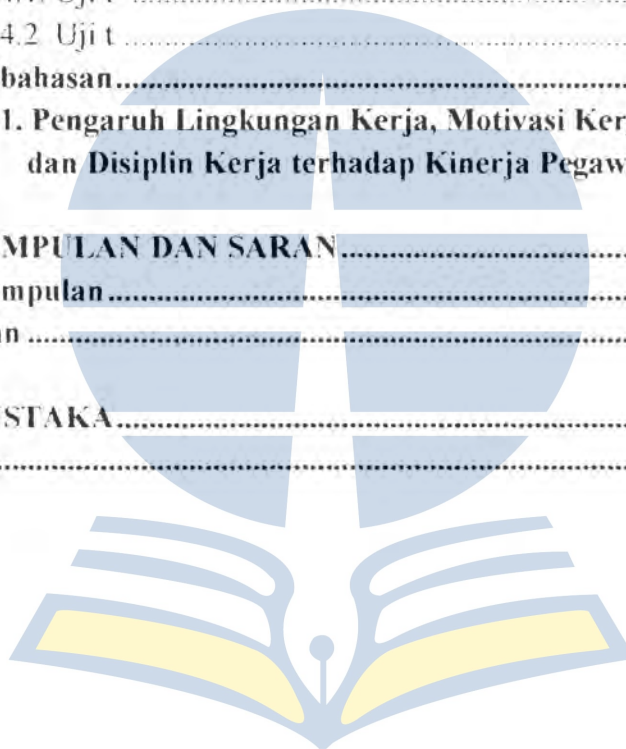 4.2 Uji t ..............................................................
bahasan..............................................................
1. Pengaruh Lingkungan Kerja, Motivasi Ker
dan Disiplin Kerja terhadap Kinerja Pegaw
MPULAN DAN SARAN..............................................
mpulan..............................................................
n ..............................................................
STAKA..............................................................
..............................................................